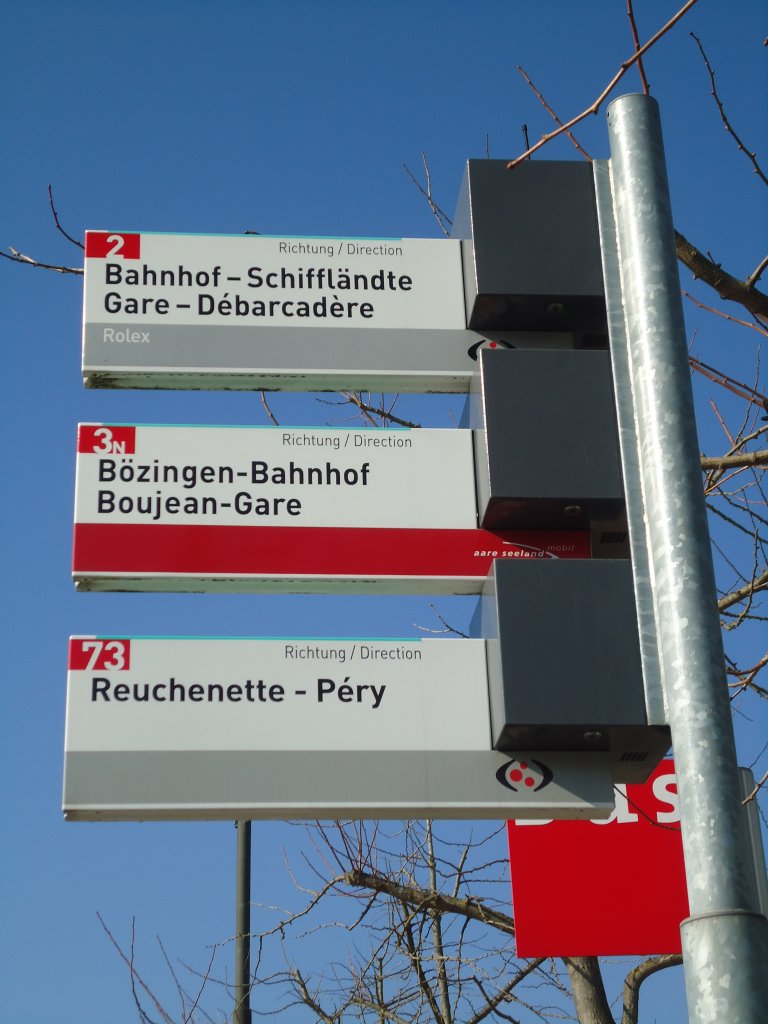 2
Richtung / Direction
Bahnhof – Schiffländte
Gare – Débarcadère
Rolex
3N
Richtung / Direction
Bözingen-Bahnhof
Boujean-Gare
aare seeland mobil
73
Richtung / Direction
Reuchenette - Péry